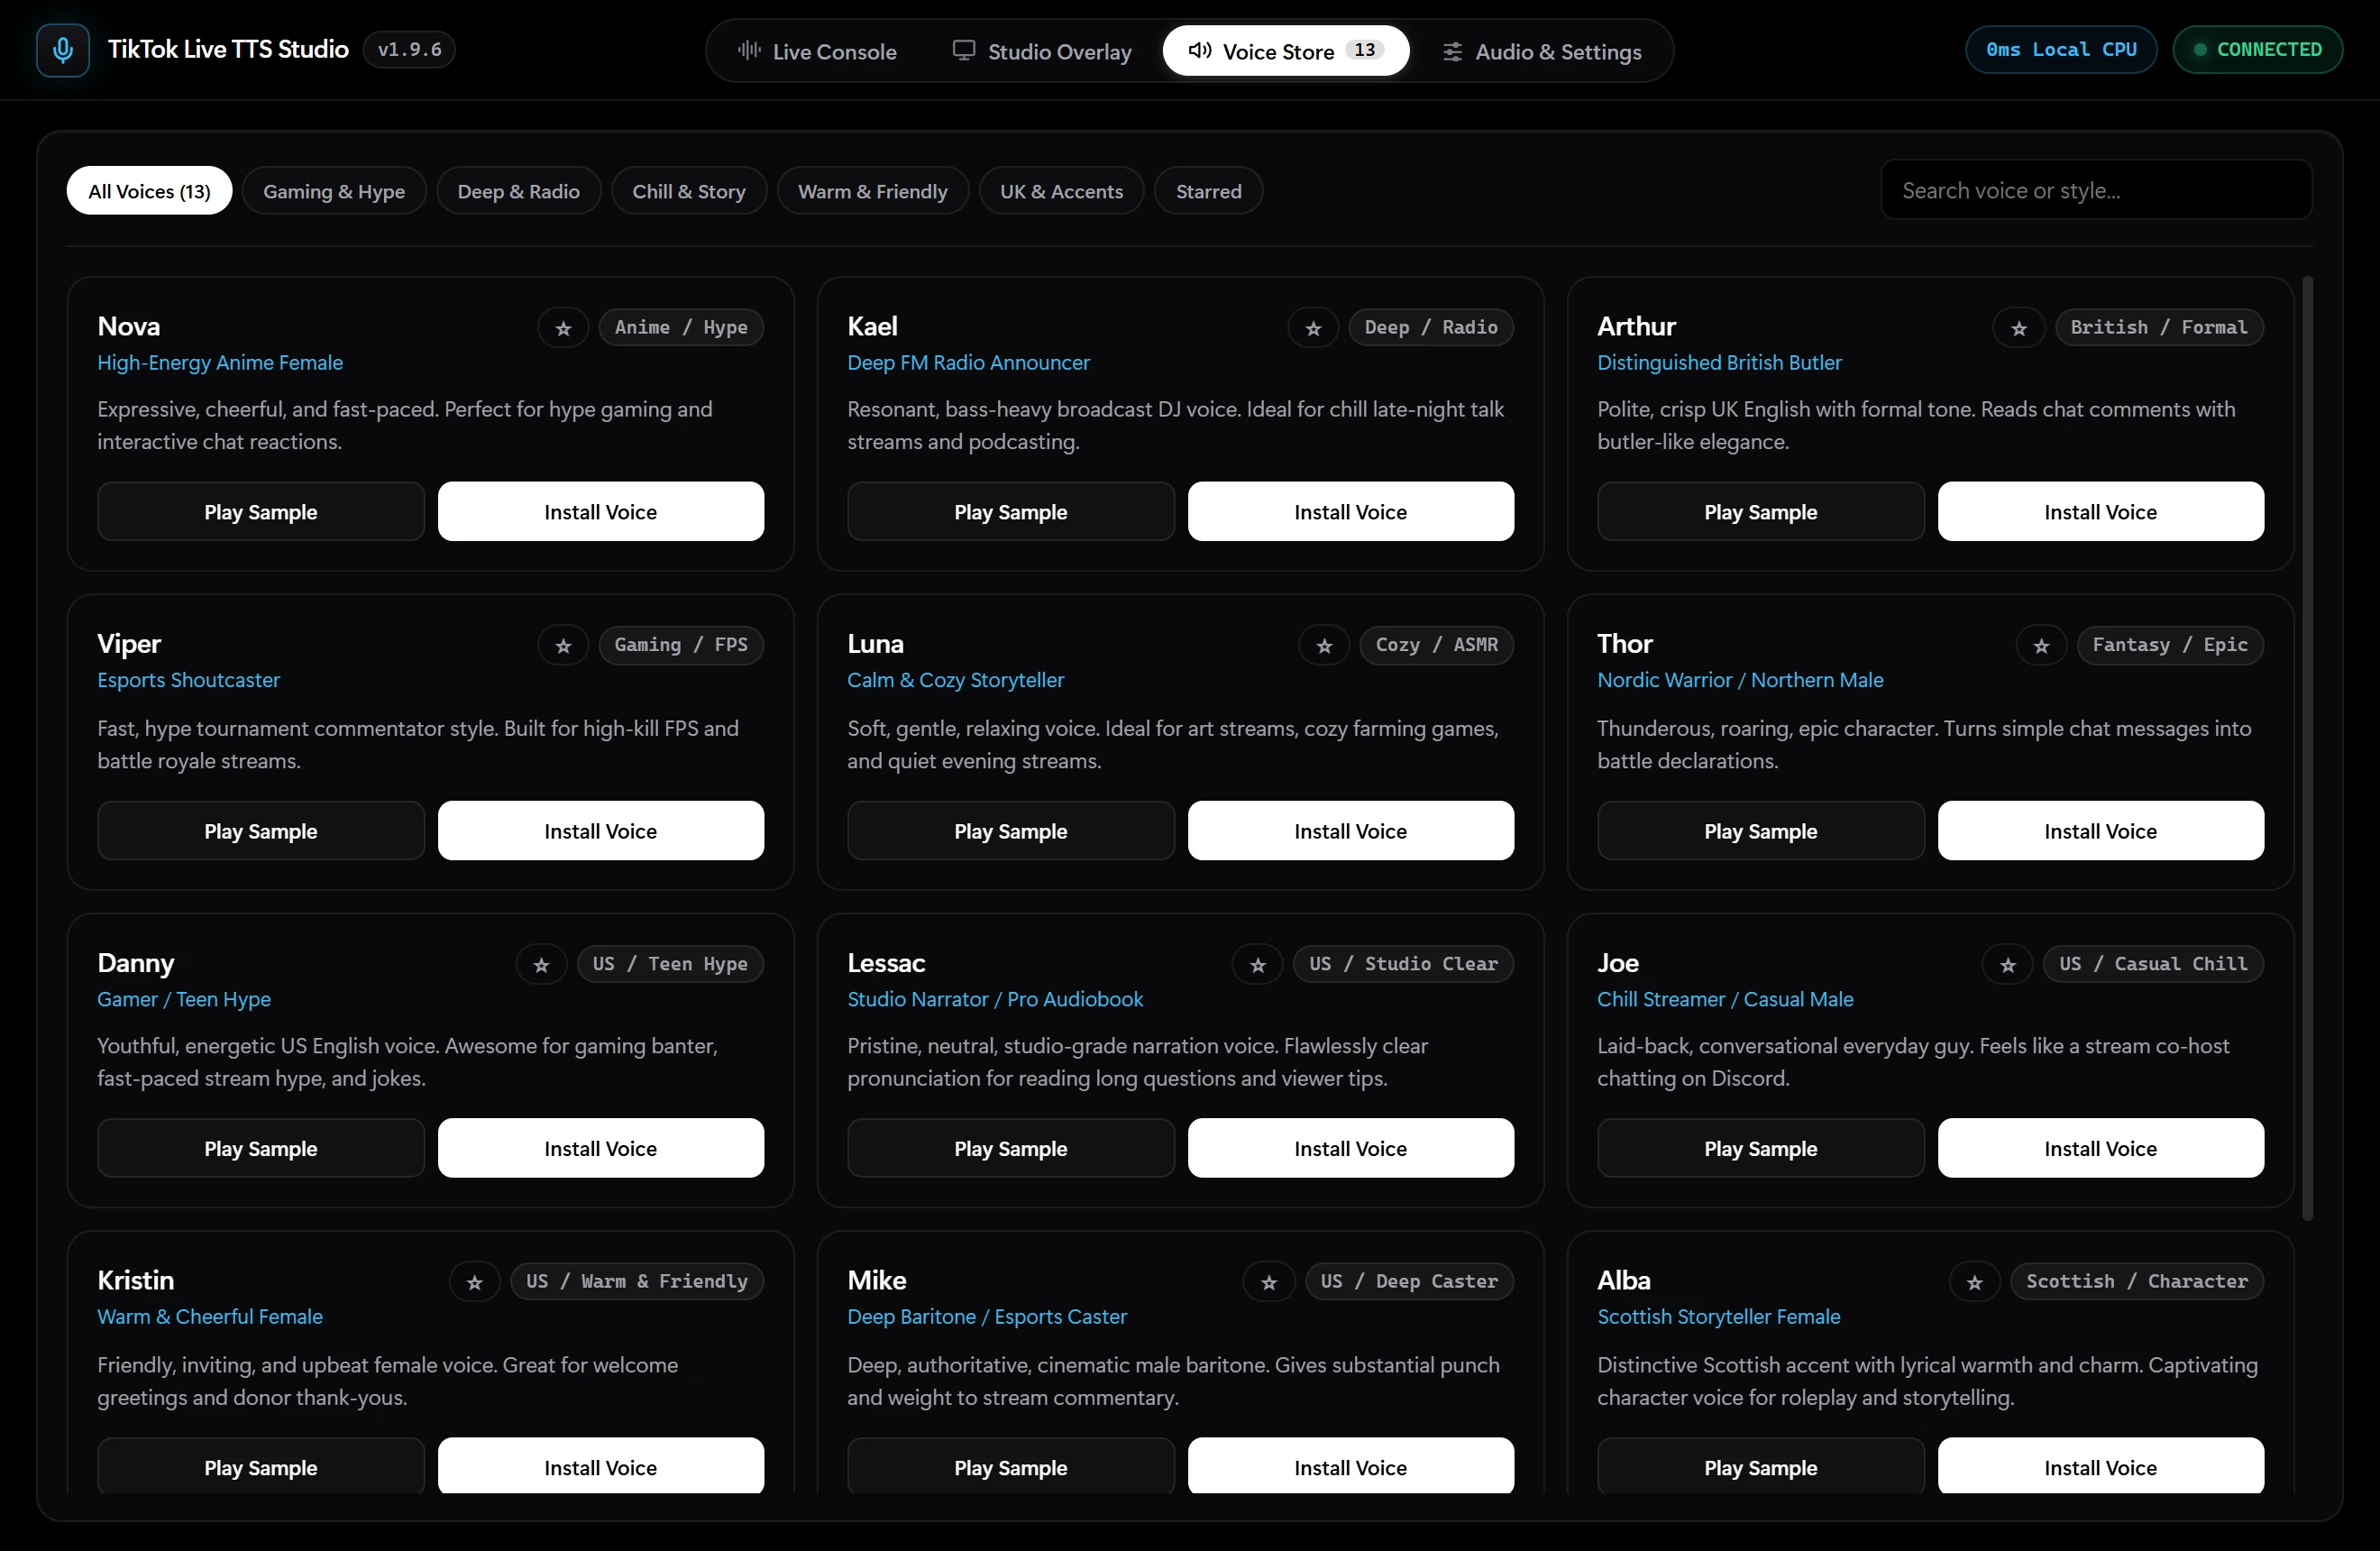 TikTok Live TTS Studio v1.9.6
Live Console
Studio Overlay
Voice Store 13
Audio & Settings
0ms Local CPU
CONNECTED
All Voices (13)
Gaming & Hype
Deep & Radio
Chill & Story
Warm & Friendly
UK & Accents
Starred
Search voice or style...
Nova
Anime / Hype
High-Energy Anime Female
Expressive, cheerful, and fast-paced. Perfect for hype gaming and
interactive chat reactions.
Play Sample
Install Voice
Kael
Deep / Radio
Deep FM Radio Announcer
Resonant, bass-heavy broadcast DJ voice. Ideal for chill late-night talk
streams and podcasting.
Play Sample
Install Voice
Arthur
British / Formal
Distinguished British Butler
Polite, crisp UK English with formal tone. Reads chat comments with
butler-like elegance.
Play Sample
Install Voice
Viper
Gaming / FPS
Esports Shoutcaster
Fast, hype tournament commentator style. Built for high-kill FPS and
battle royale streams.
Play Sample
Install Voice
Luna
Cozy / ASMR
Calm & Cozy Storyteller
Soft, gentle, relaxing voice. Ideal for art streams, cozy farming games,
and quiet evening streams.
Play Sample
Install Voice
Thor
Fantasy / Epic
Nordic Warrior / Northern Male
Thunderous, roaring, epic character. Turns simple chat messages into
battle declarations.
Play Sample
Install Voice
Danny
US / Teen Hype
Gamer / Teen Hype
Youthful, energetic US English voice. Awesome for gaming banter,
fast-paced stream hype, and jokes.
Play Sample
Install Voice
Lessac
US / Studio Clear
Studio Narrator / Pro Audiobook
Pristine, neutral, studio-grade narration voice. Flawlessly clear
pronunciation for reading long questions and viewer tips.
Play Sample
Install Voice
Joe
US / Casual Chill
Chill Streamer / Casual Male
Laid-back, conversational everyday guy. Feels like a stream co-host
chatting on Discord.
Play Sample
Install Voice
Kristin
US / Warm & Friendly
Warm & Cheerful Female
Friendly, inviting, and upbeat female voice. Great for welcome
greetings and donor thank-yous.
Play Sample
Install Voice
Mike
US / Deep Caster
Deep Baritone / Esports Caster
Deep, authoritative, cinematic male baritone. Gives substantial punch
and weight to stream commentary.
Play Sample
Install Voice
Alba
Scottish / Character
Scottish Storyteller Female
Distinctive Scottish accent with lyrical warmth and charm. Captivating
character voice for roleplay and storytelling.
Play Sample
Install Voice